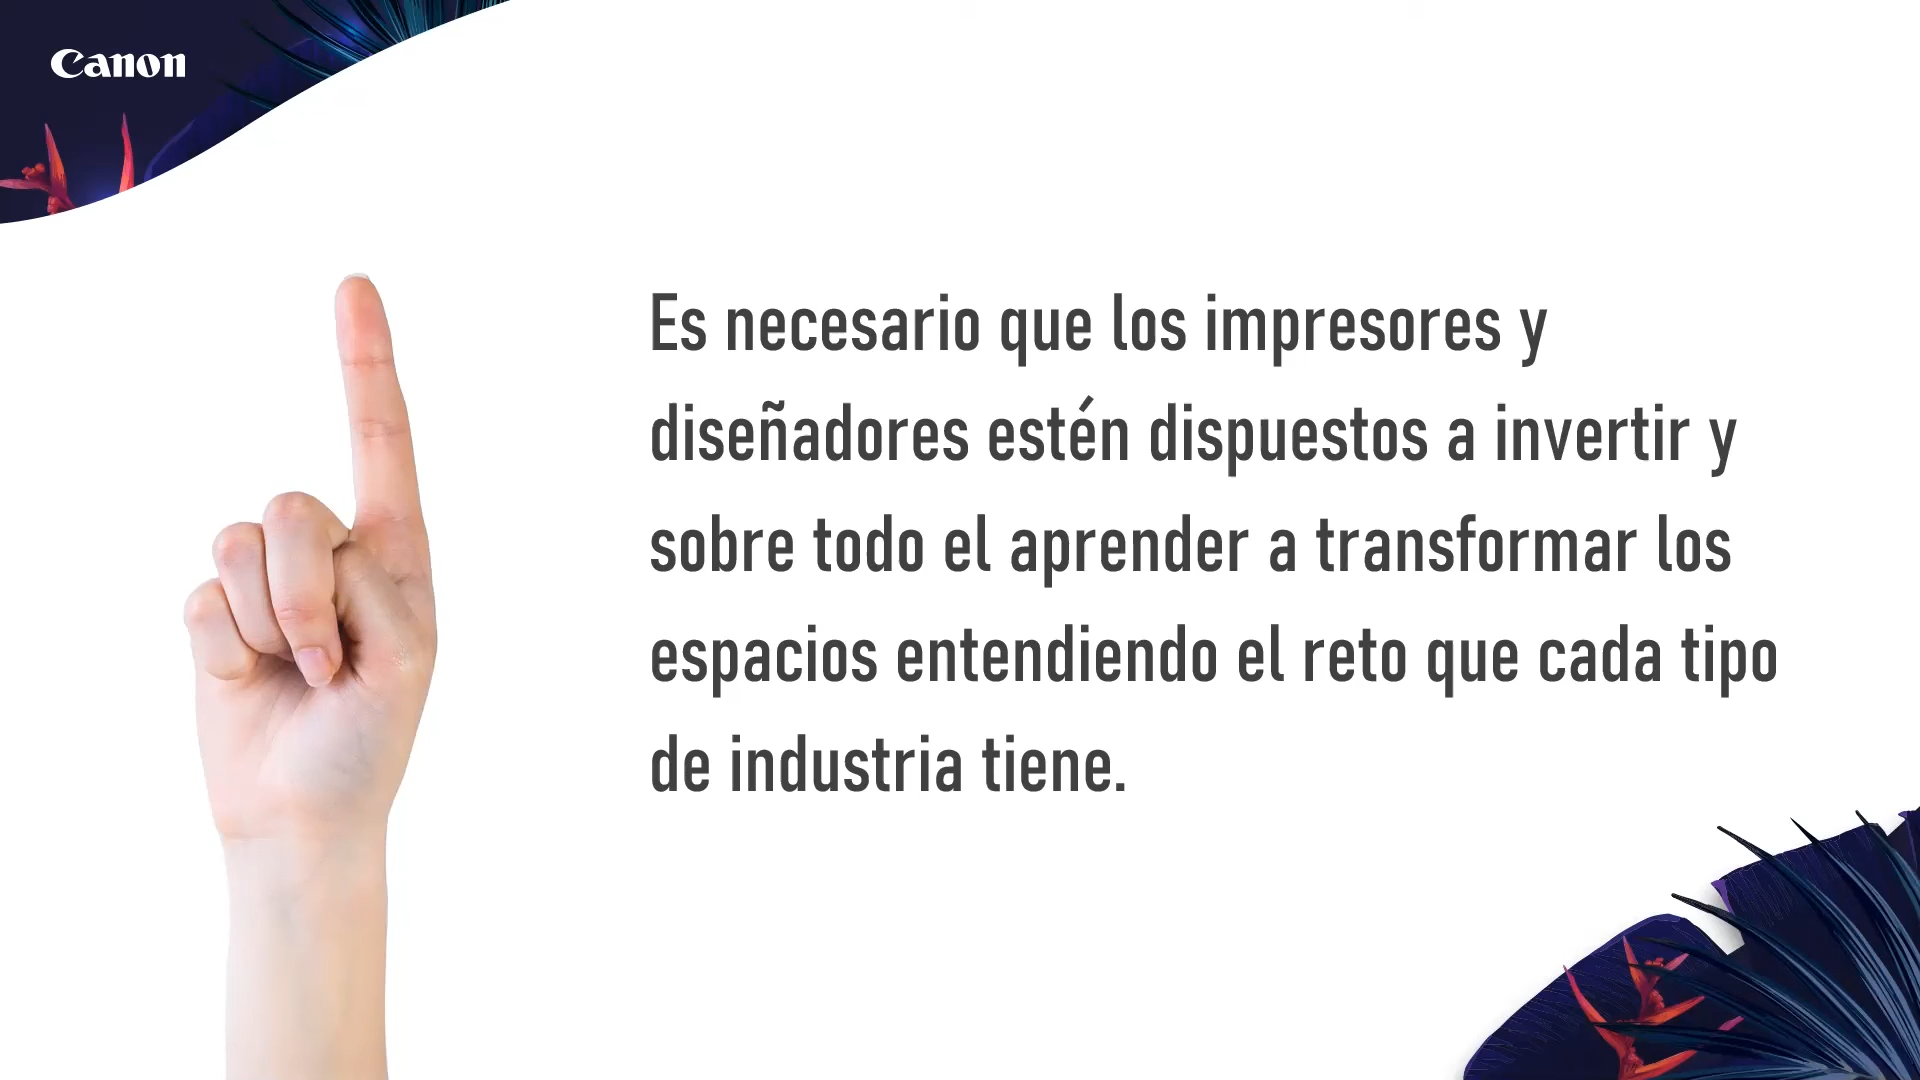 Canon
Es necesario que los impresores y
diseñadores estén dispuestos a invertir y
sobre todo el aprender a transformar los
espacios entendiendo el reto que cada tipo
de industria tiene.